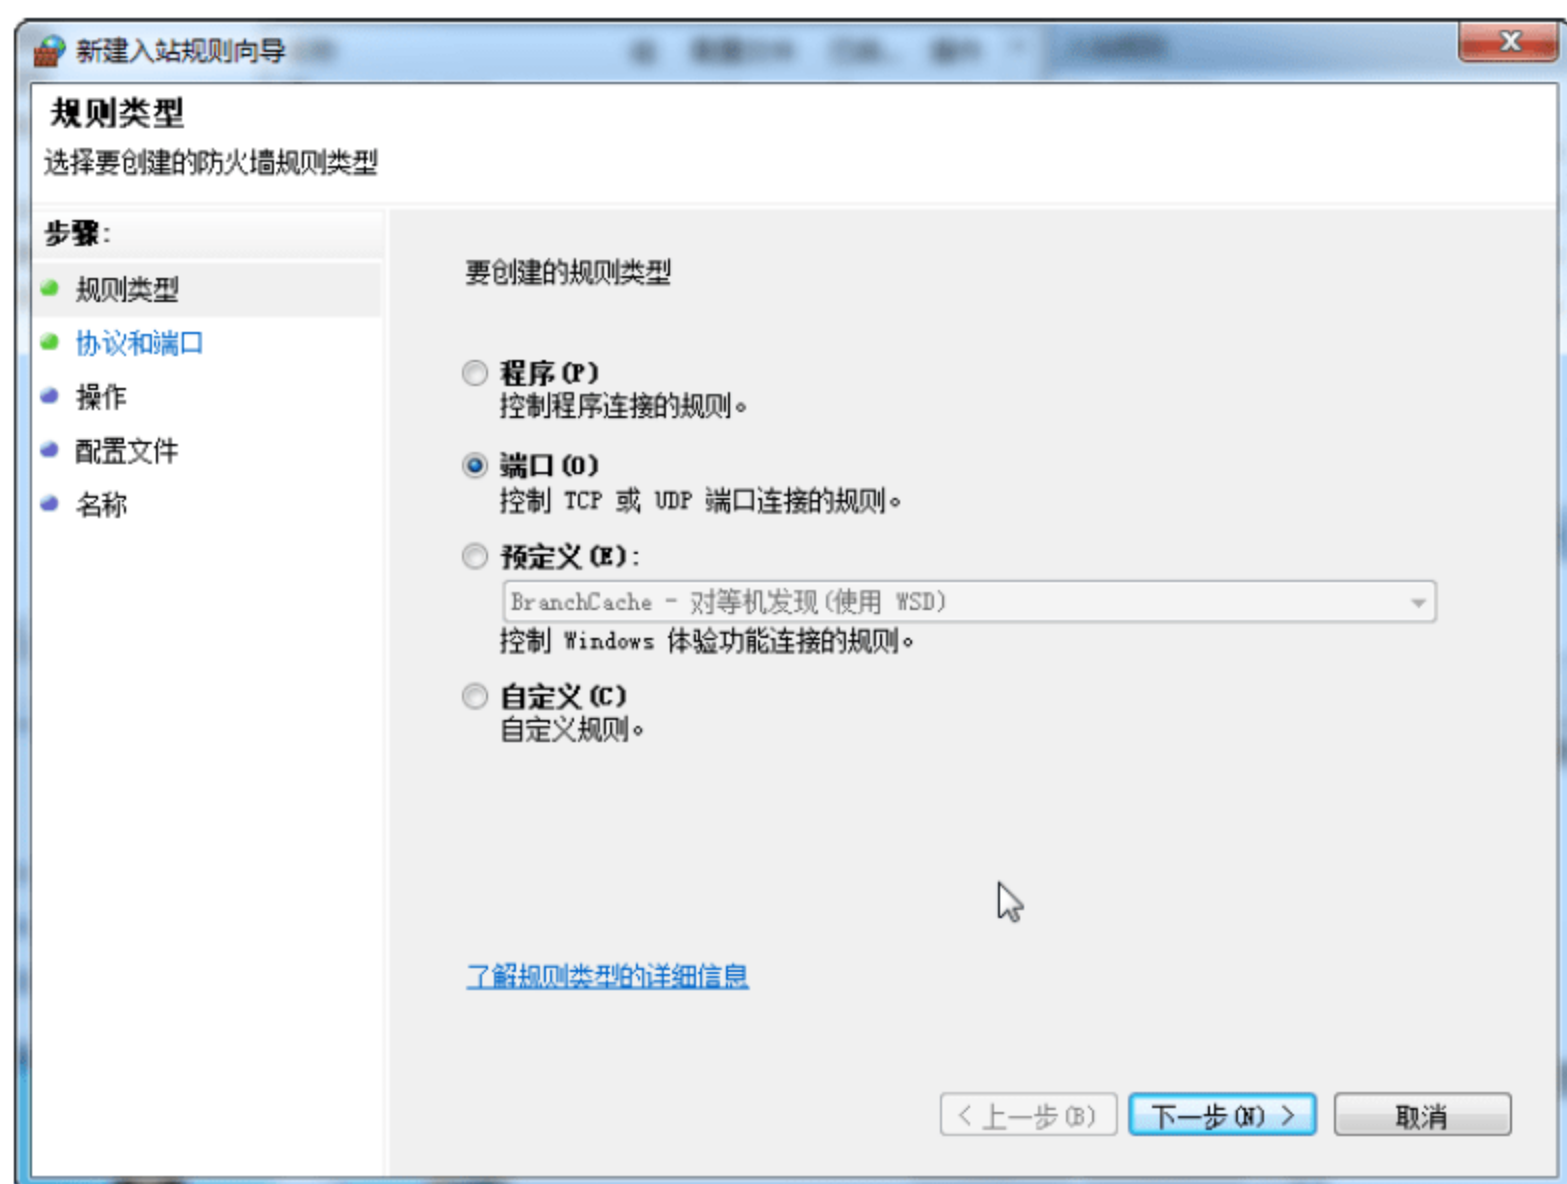 新建入站规则向导
规则类型
选择要创建的防火墙规则类型
步骤:
规则类型
协议和端口
操作
配置文件
名称
要创建的规则类型
程序(P)
控制程序连接的规则。
端口(O)
控制 TCP 或 UDP 端口连接的规则。
预定义(E):
BranchCache - 对等机发现(使用 WSD)
控制 Windows 体验功能连接的规则。
自定义(C)
自定义规则。
了解规则类型的详细信息
< 上一步(B)
下一步(N) >
取消